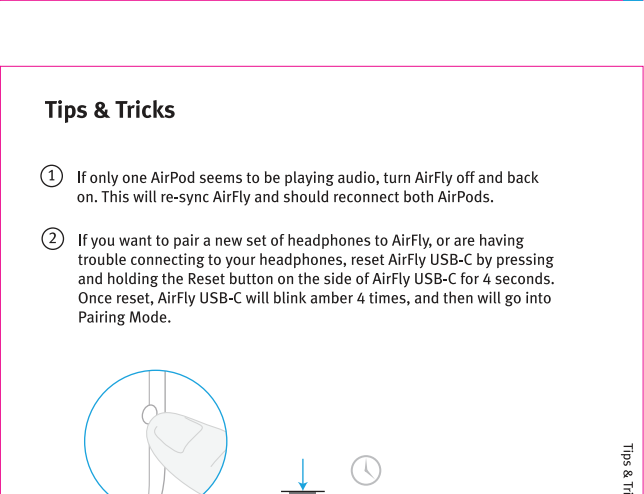 Tips & Tricks
1 If only one AirPod seems to be playing audio, turn AirFly off and back
on. This will re-sync AirFly and should reconnect both AirPods.
2 If you want to pair a new set of headphones to AirFly, or are having
trouble connecting to your headphones, reset AirFly USB-C by pressing
and holding the Reset button on the side of AirFly USB-C for 4 seconds.
Once reset, AirFly USB-C will blink amber 4 times, and then will go into
Pairing Mode.
Tips & Tri